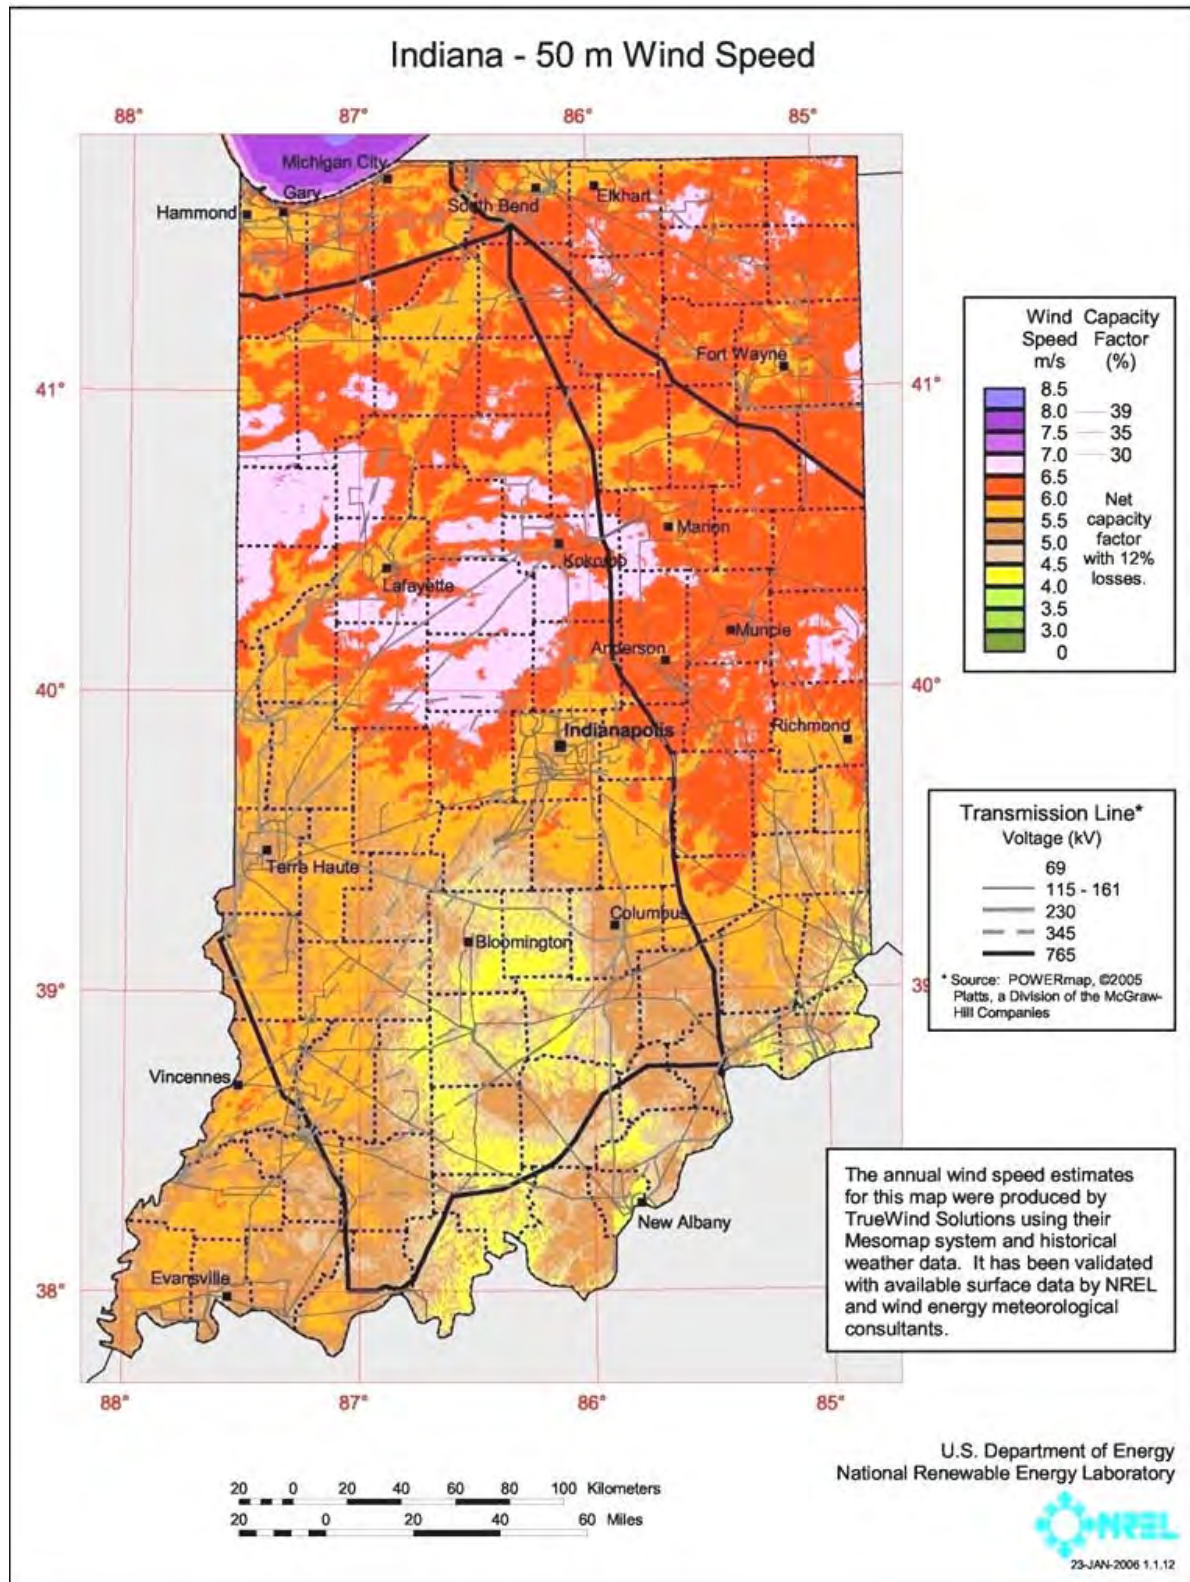 Indiana - 50 m Wind Speed
88° 87° 86° 85°
Michigan City
Gary
Hammond
South Bend
Elkhart
Fort Wayne
41° 41°
Marion
Kokomo
Lafayette
Muncie
Anderson
40° 40°
Richmond
Indianapolis
Terre Haute
Columbus
Bloomington
39° 39
Vincennes
New Albany
Evansville
38° 38°
88° 87° 86° 85°
Wind Capacity
Speed Factor
m/s (%)
8.5
8.0 39
7.5 35
7.0 30
6.5
6.0
5.5
5.0
4.5
4.0
3.5
3.0
0
Net
capacity
factor
with 12%
losses.
Transmission Line*
Voltage (kV)
69
115 - 161
230
345
765
* Source: POWERmap, ©2005
Platts, a Division of the McGraw-
Hill Companies
The annual wind speed estimates
for this map were produced by
TrueWind Solutions using their
Mesomap system and historical
weather data. It has been validated
with available surface data by NREL
and wind energy meteorological
consultants.
U.S. Department of Energy
National Renewable Energy Laboratory
20 0 20 40 60 80 100 Kilometers
20 0 20 40 60 Miles
NREL
23-JAN-2006 1.1.12